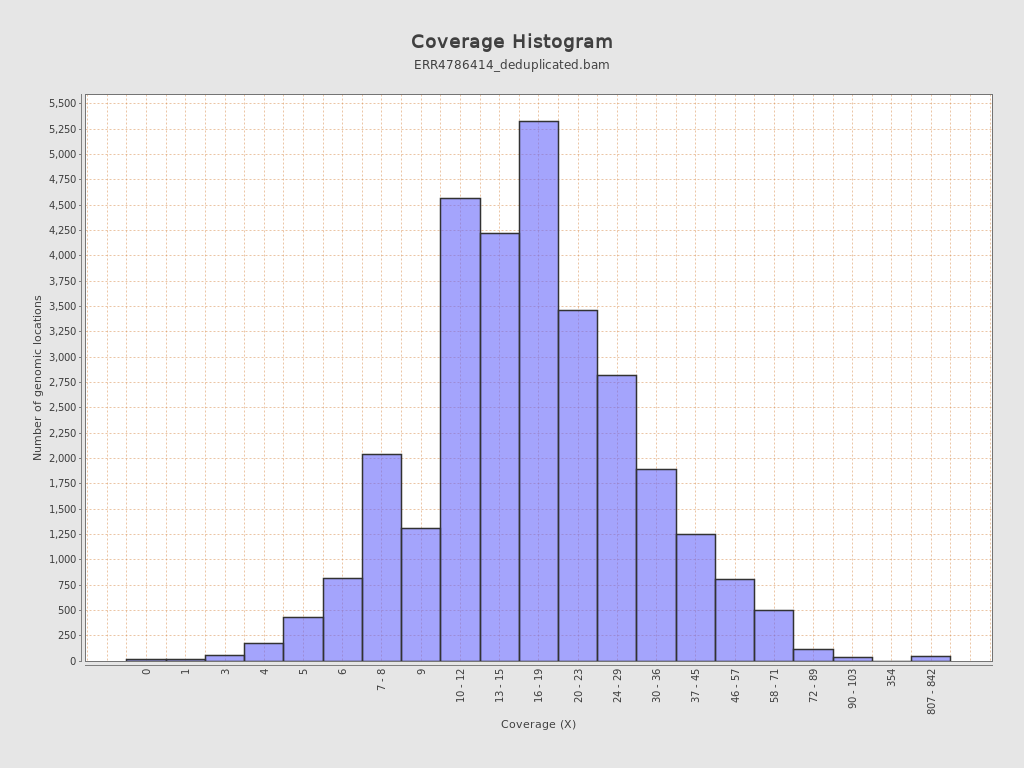 Coverage Histogram
ERR4786414_deduplicated.bam
Number of genomic locations
5,500
5,250
5,000
4,750
4,500
4,250
4,000
3,750
3,500
3,250
3,000
2,750
2,500
2,250
2,000
1,750
1,500
1,250
1,000
750
500
250
0
0
1
3
4
5
6
7 - 8
9
10 - 12
13 - 15
16 - 19
20 - 23
24 - 29
30 - 36
37 - 45
46 - 57
58 - 71
72 - 89
90 - 103
354
807 - 842
Coverage (X)